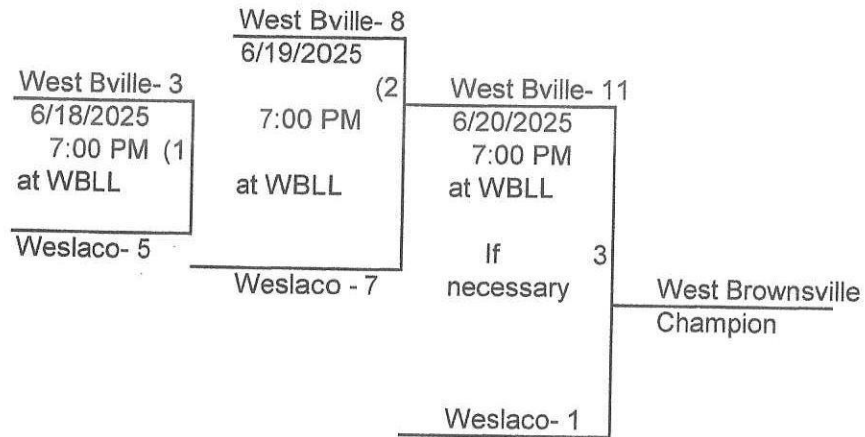 West Bville- 8
6/19/2025
(2
7:00 PM
at WBLL
Weslaco - 7
West Bville- 3
6/18/2025
7:00 PM (1
at WBLL
Weslaco- 5
West Bville- 11
6/20/2025
7:00 PM
at WBLL
If 3
necessary
Weslaco- 1
West Brownsville
Champion